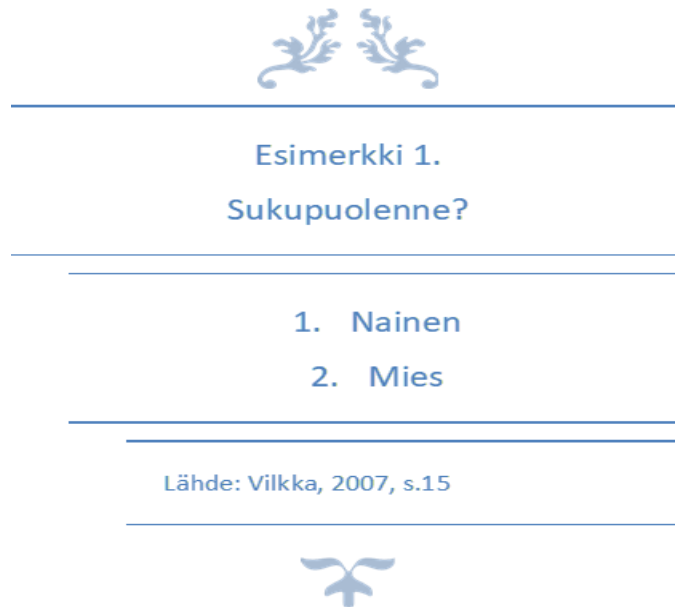 Esimerkki 1.
Sukupuolenne?
1. Nainen
2. Mies
Lähde: Vilkka, 2007, s.15